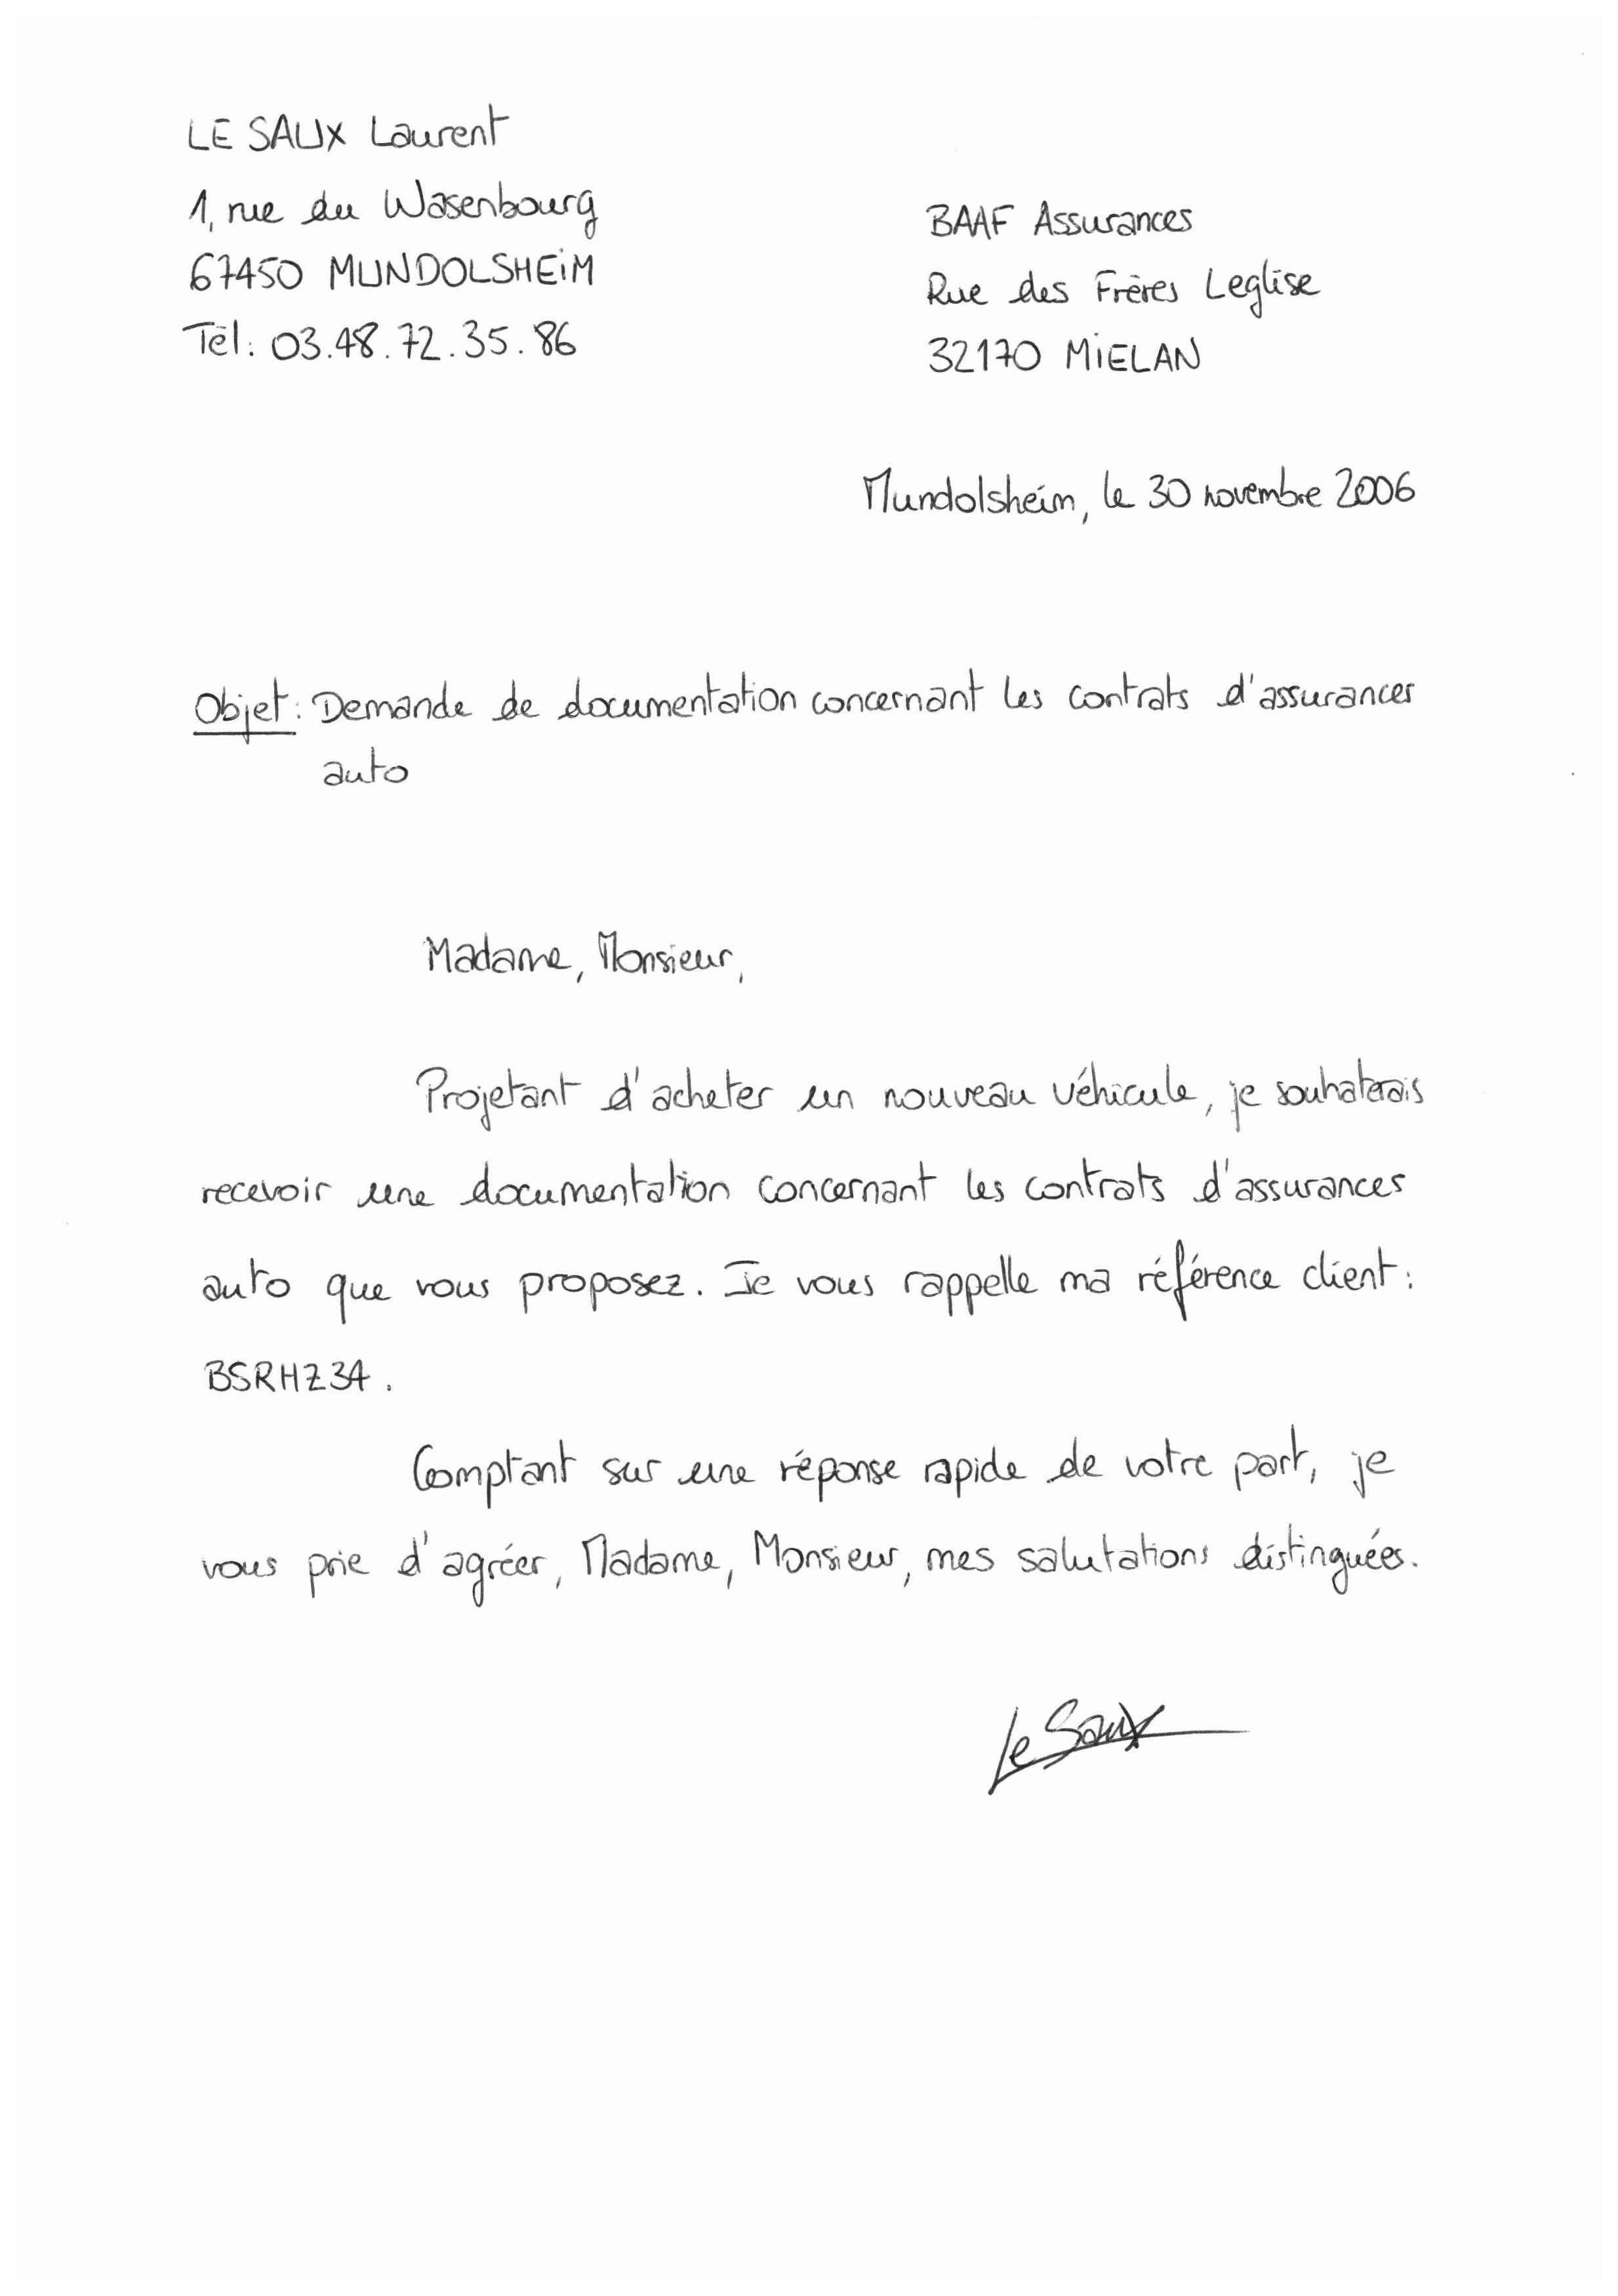 LE SAUX Laurent
1, rue du Wasenbourg
67450 MUNDOLSHEiM
Tél: 03.48.72.35.86
BAAF Assurances
Rue des Frères Leglise
32170 MiELAN
Mundolsheim, le 30 novembre 2006
Objet: Demande de documentation concernant les contrats d'assurances
auto
Madame, Monsieur,
Projetant d'acheter un nouveau véhicule, je souhaterais
recevoir une documentation concernant les contrats d'assurances
auto que vous proposez. Je vous rappelle ma référence client:
BSRHZ34.
Comptant sur une réponse rapide de votre part, je
vous prie d'agréer, Madame, Monsieur, mes salutations distinguées.
Le Saux